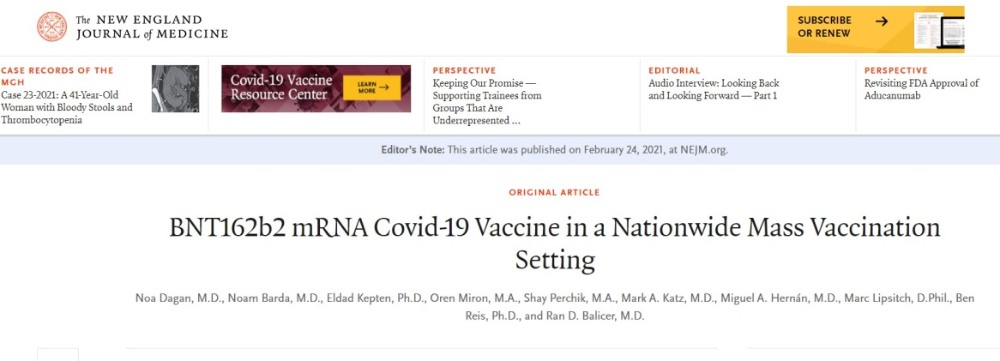 The NEW ENGLAND
JOURNAL of MEDICINE
SUBSCRIBE
OR RENEW
CASE RECORDS OF THE
MGH
Case 23-2021: A 41-Year-Old
Woman with Bloody Stools and
Thrombocytopenia
Covid-19 Vaccine
Resource Center
LEARN
MORE
PERSPECTIVE
Keeping Our Promise —
Supporting Trainees from
Groups That Are
Underrepresented ...
EDITORIAL
Audio Interview: Looking Back
and Looking Forward — Part 1
PERSPECTIVE
Revisiting FDA Approval of
Aducanumab
Editor's Note: This article was published on February 24, 2021, at NEJM.org.
ORIGINAL ARTICLE
BNT162b2 mRNA Covid-19 Vaccine in a Nationwide Mass Vaccination
Setting
Noa Dagan, M.D., Noam Barda, M.D., Eldad Kepten, Ph.D., Oren Miron, M.A., Shay Perchik, M.A., Mark A. Katz, M.D., Miguel A. Hernán, M.D., Marc Lipsitch, D.Phil., Ben
Reis, Ph.D., and Ran D. Balicer, M.D.